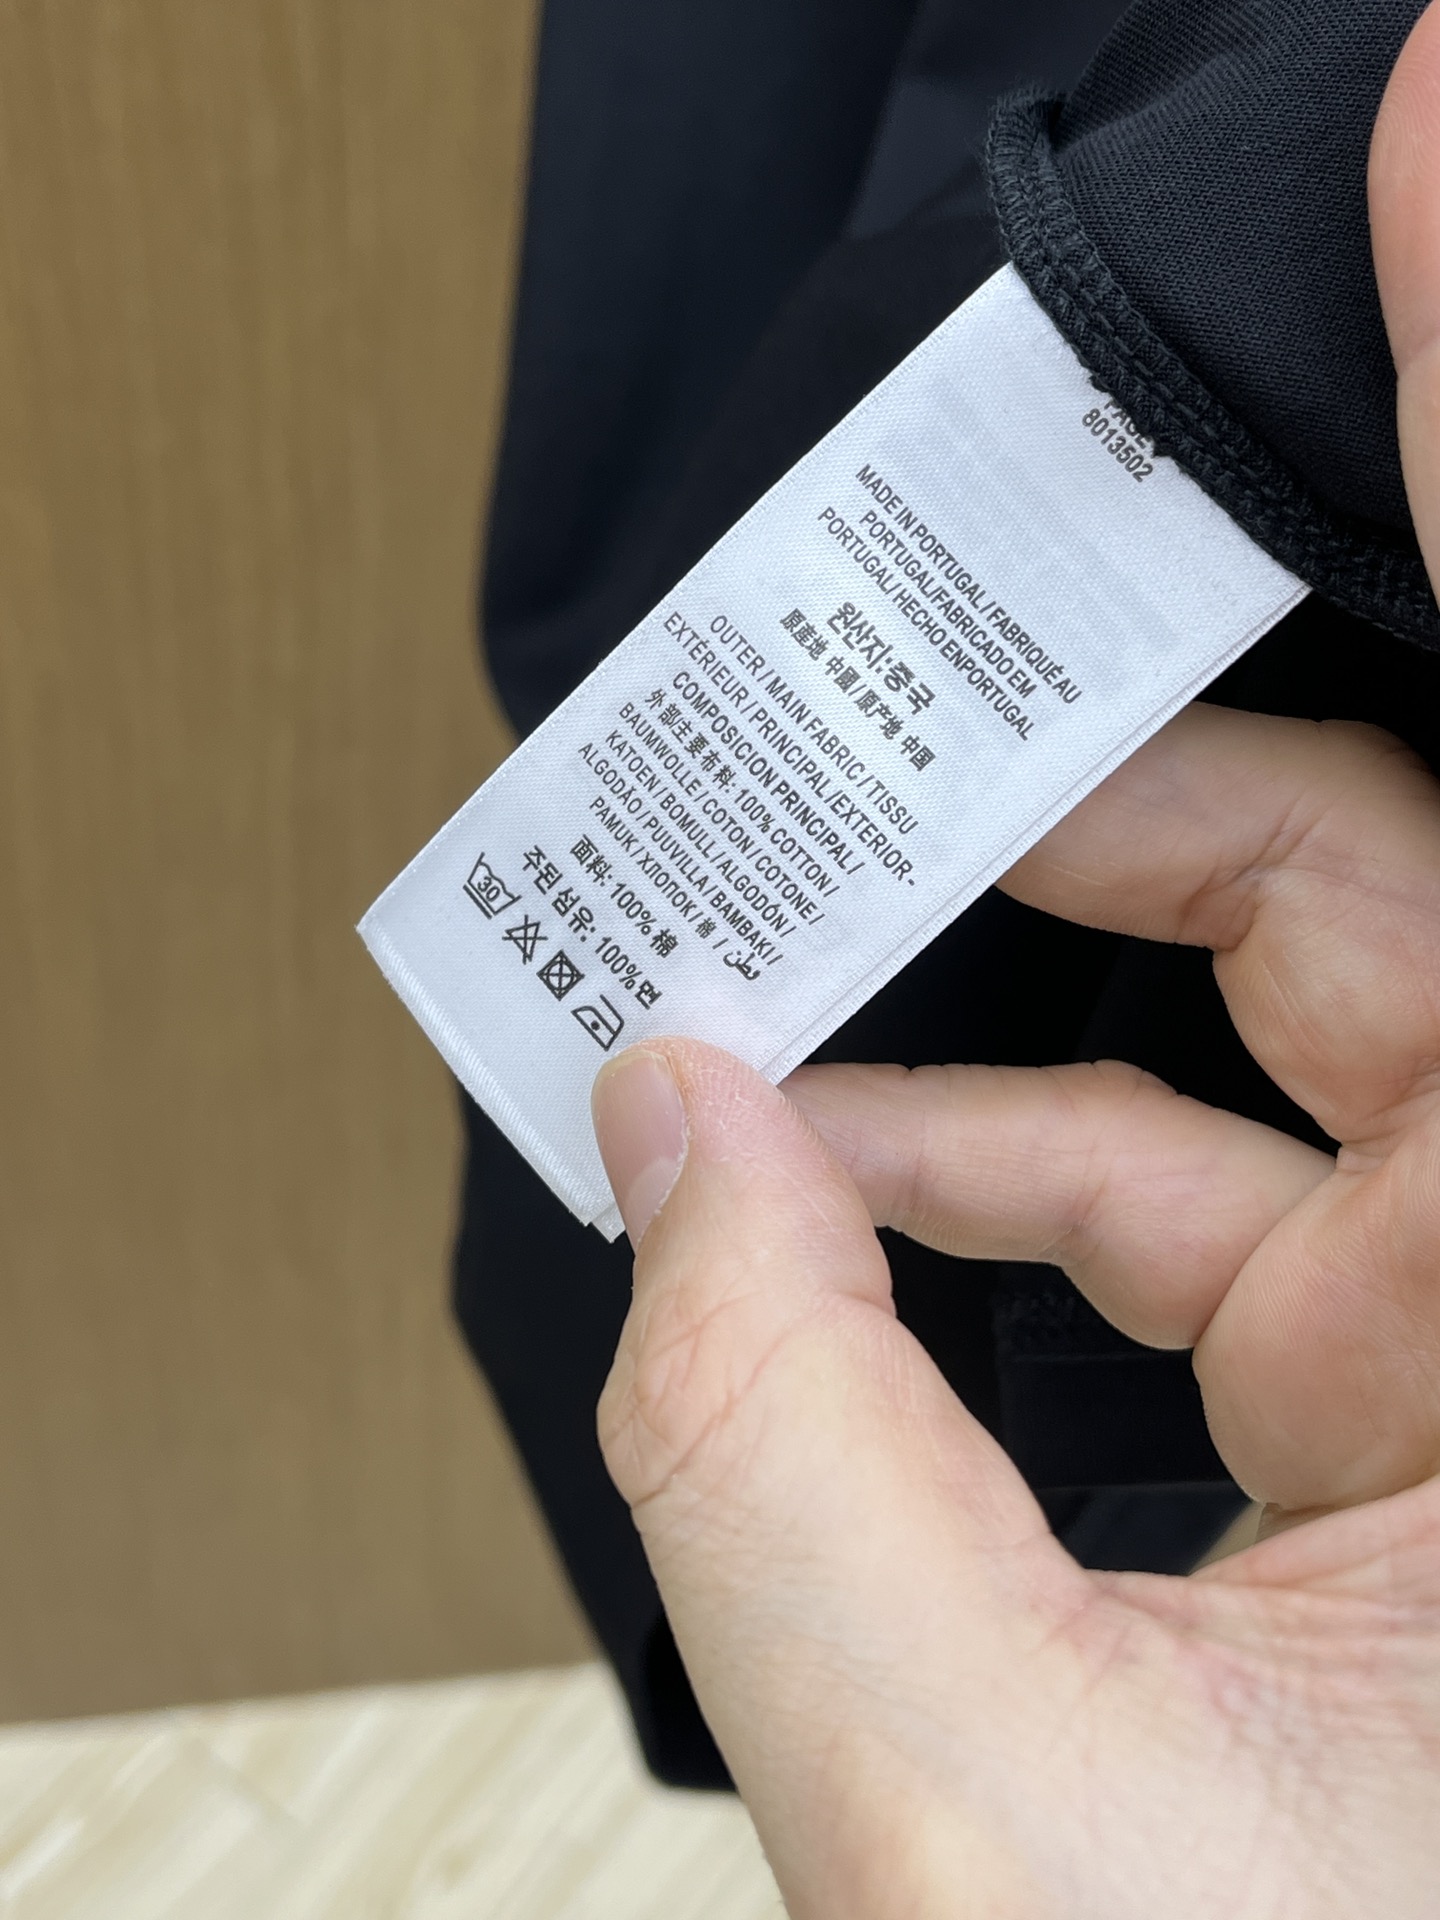 8013502
MADE IN PORTUGAL / FABRIQUÉ AU
PORTUGAL/FABRICADO EM
PORTUGAL/HECHO ENPORTUGAL
원산지:중국
原産地 中國/原产地 中国
OUTER / MAIN FABRIC / TISSU
EXTÉRIEUR / PRINCIPAL /EXTERIOR-
COMPOSICION PRINCIPAL/
外部主要布料: 100% COTTON /
BAUMWOLLE / COTON / COTONE /
KATOEN / BOMULL / ALGODÓN /
ALGODÃO / PUUVILLA / BAMBAKI /
PAMUK / ХЛОПОК / 棉 / قطن
面料: 100% 棉
주된 섬유: 100% 면
30